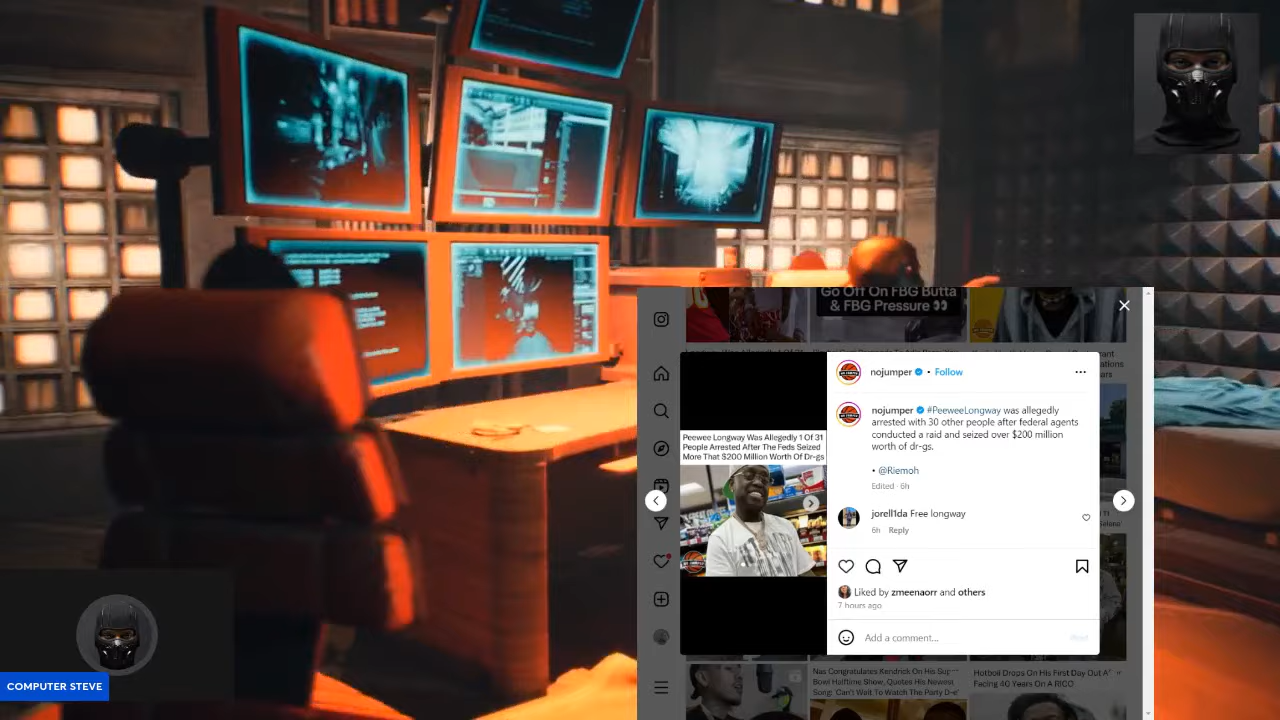 Go Off On FBG Butta
& FBG Pressure 👀
nojumper • Follow
nojumper #PeeweeLongway was allegedly
arrested with 30 other people after federal agents
conducted a raid and seized over $200 million
worth of dr-gs.
• @Riemoh
Edited · 6h
Peewee Longway Was Allegedly 1 Of 31
People Arrested After The Feds Seized
More That $200 Million Worth Of Dr-gs
jorell1da Free longway
6h Reply
Liked by zmeenaorr and others
7 hours ago
Add a comment...
Post
Nas Congratulates Kendrick On His Sup
Bowl Halftime Show, Quotes His Newest
Song: 'Can't Wait To Watch The Party D
Hotboii Drops On His First Day Out A
Facing 40 Years On A RICO
COMPUTER STEVE